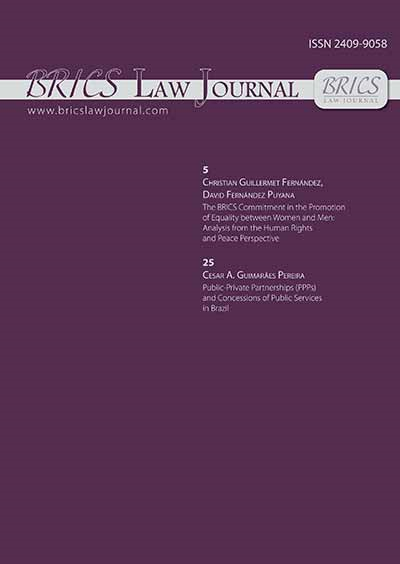 ISSN 2409-9058
BRICS LAW JOURNAL
BRICS
LAW JOURNAL
www.bricslawjournal.com
5
CHRISTIAN GUILLERMET FERNÁNDEZ,
DAVID FERNÁNDEZ PUYANA
The BRICS Commitment in the Promotion
of Equality between Women and Men:
Analysis from the Human Rights
and Peace Perspective
25
CESAR A. GUIMARÃES PEREIRA
Public-Private Partnerships (PPPs)
and Concessions of Public Services
in Brazil